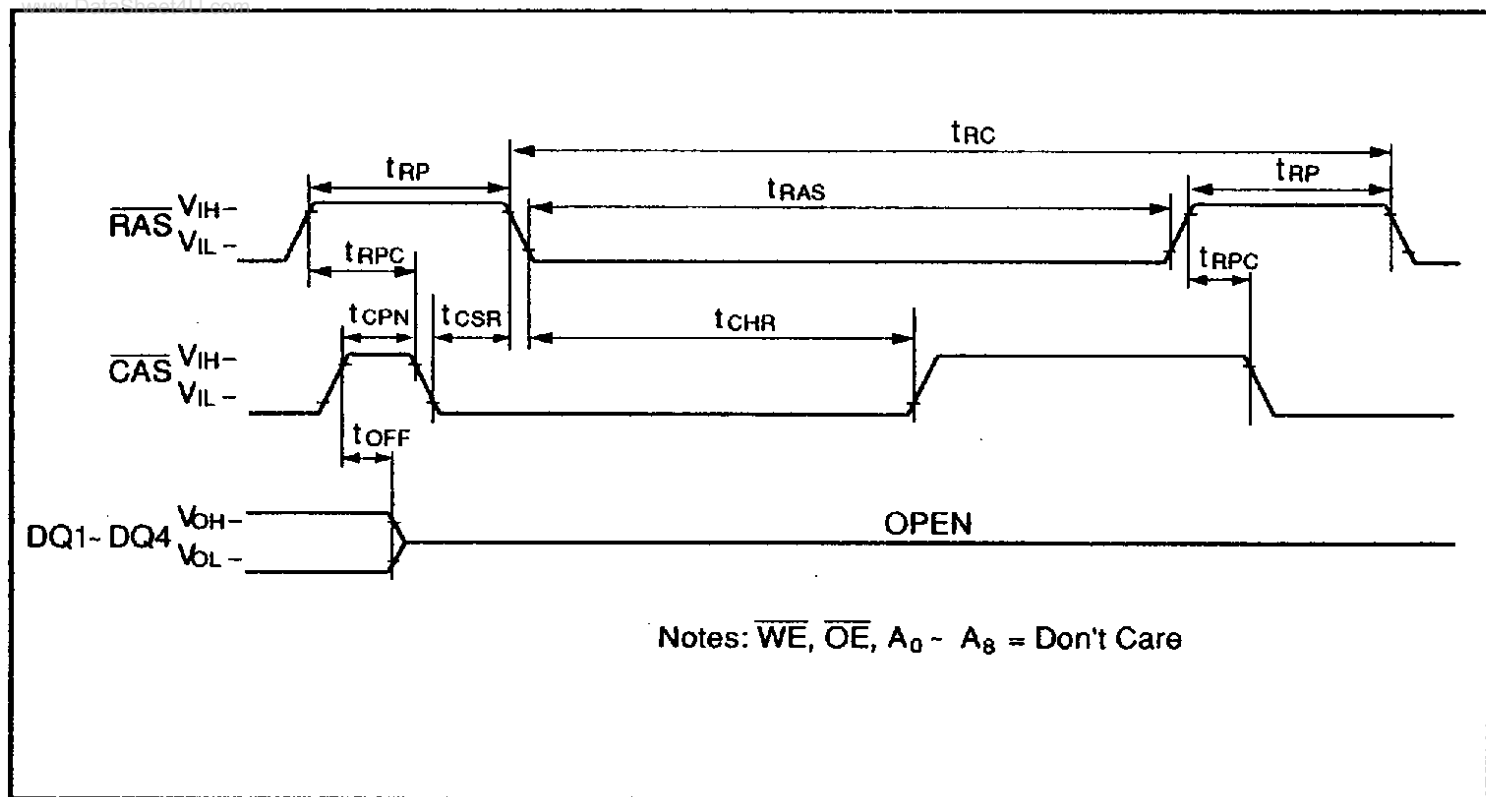 www.DataSheet4U.com
tRC
tRP
tRAS
tRP
RAS VIH-
VIL-
tRPC
tRPC
tCPN
tCSR
tCHR
CAS VIH-
VIL-
tOFF
DQ1~DQ4 VOH-
VOL-
OPEN
Notes: WE, OE, A0 ~ A8 = Don't Care